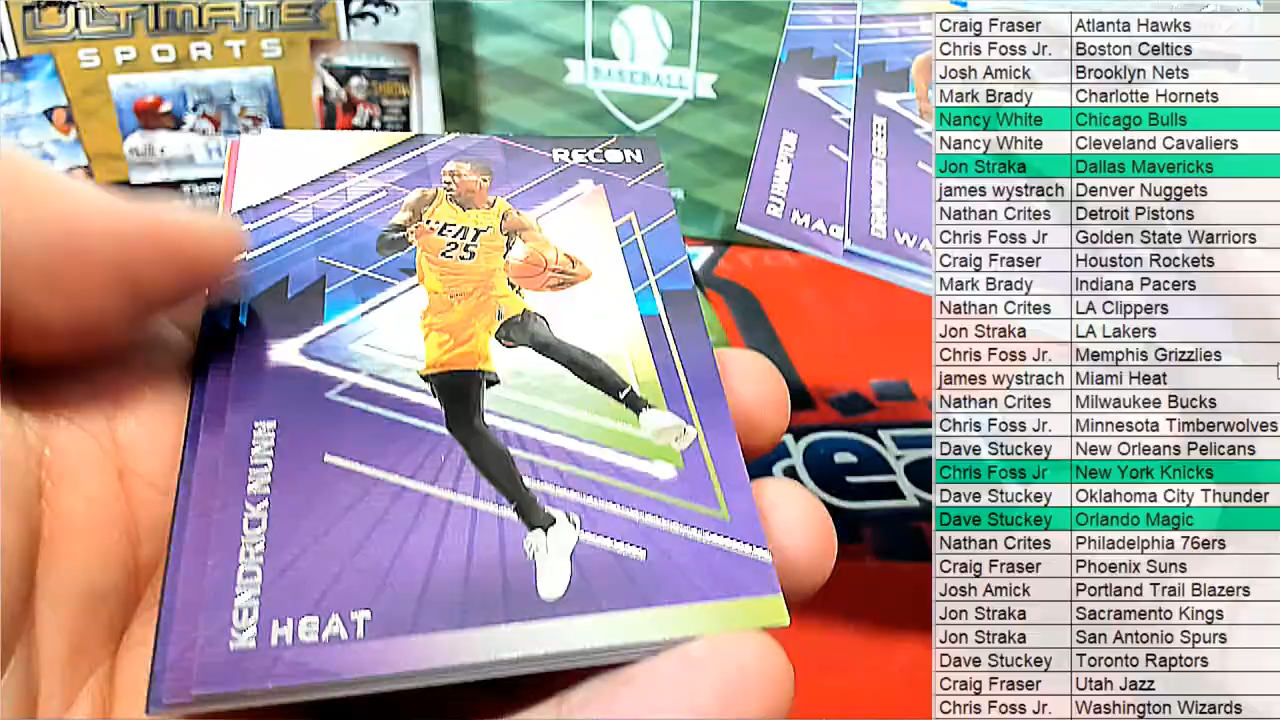 ULTIMATE
SPORTS
BASEBALL
RECON
HEAT
25
KENDRICK NUNN
HEAT
RJ HAMPTON
MAG
WA
Craig Fraser Atlanta Hawks
Chris Foss Jr. Boston Celtics
Josh Amick Brooklyn Nets
Mark Brady Charlotte Hornets
Nancy White Chicago Bulls
Nancy White Cleveland Cavaliers
Jon Straka Dallas Mavericks
james wystrach Denver Nuggets
Nathan Crites Detroit Pistons
Chris Foss Jr Golden State Warriors
Craig Fraser Houston Rockets
Mark Brady Indiana Pacers
Nathan Crites LA Clippers
Jon Straka LA Lakers
Chris Foss Jr. Memphis Grizzlies
james wystrach Miami Heat
Nathan Crites Milwaukee Bucks
Chris Foss Jr. Minnesota Timberwolves
Dave Stuckey New Orleans Pelicans
Chris Foss Jr New York Knicks
Dave Stuckey Oklahoma City Thunder
Dave Stuckey Orlando Magic
Nathan Crites Philadelphia 76ers
Craig Fraser Phoenix Suns
Josh Amick Portland Trail Blazers
Jon Straka Sacramento Kings
Jon Straka San Antonio Spurs
Dave Stuckey Toronto Raptors
Craig Fraser Utah Jazz
Chris Foss Jr. Washington Wizards